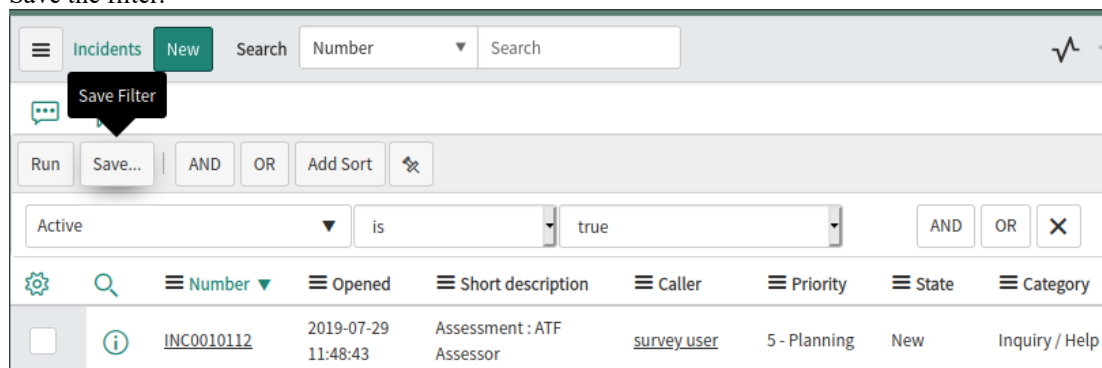 Save the filter.
Incidents New Search Number Search
Save Filter
Run Save... AND OR Add Sort
Active is true AND OR
Number Opened Short description Caller Priority State Category
INC0010112 2019-07-29 11:48:43 Assessment : ATF Assessor survey user 5 - Planning New Inquiry / Help